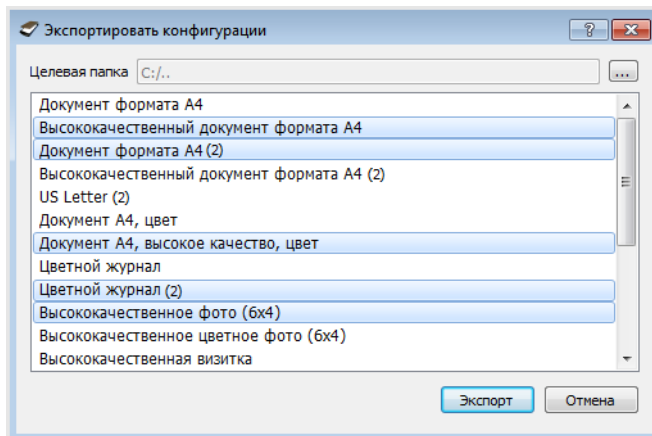 Экспортировать конфигурации
Целевая папка C:/.. ...
Документ формата A4
Высококачественный документ формата A4
Документ формата A4 (2)
Высококачественный документ формата A4 (2)
US Letter (2)
Документ A4, цвет
Документ A4, высокое качество, цвет
Цветной журнал
Цветной журнал (2)
Высококачественное фото (6x4)
Высококачественное цветное фото (6x4)
Высококачественная визитка
Экспорт Отмена